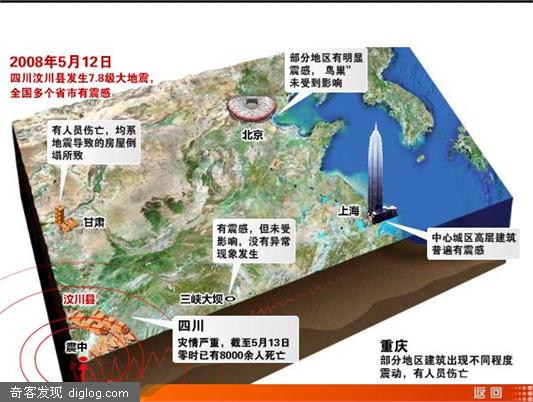 2008年5月12日
四川汶川县发生7.8级大地震，
全国多个省市有震感
部分地区有明显
震感，鸟巢”
未受到影响
北京
有人员伤亡，均系
地震导致的房屋倒
塌所致
甘肃
上海
有震感，但未受
影响，没有异常
现象发生
中心城区高层建筑
普遍有震感
汶川县
三峡大坝
震中
四川
灾情严重，截至5月13日
零时已有8000余人死亡
重庆
部分地区建筑出现不同程度
震动，有人员伤亡
奇客发现 diglog.com
返回